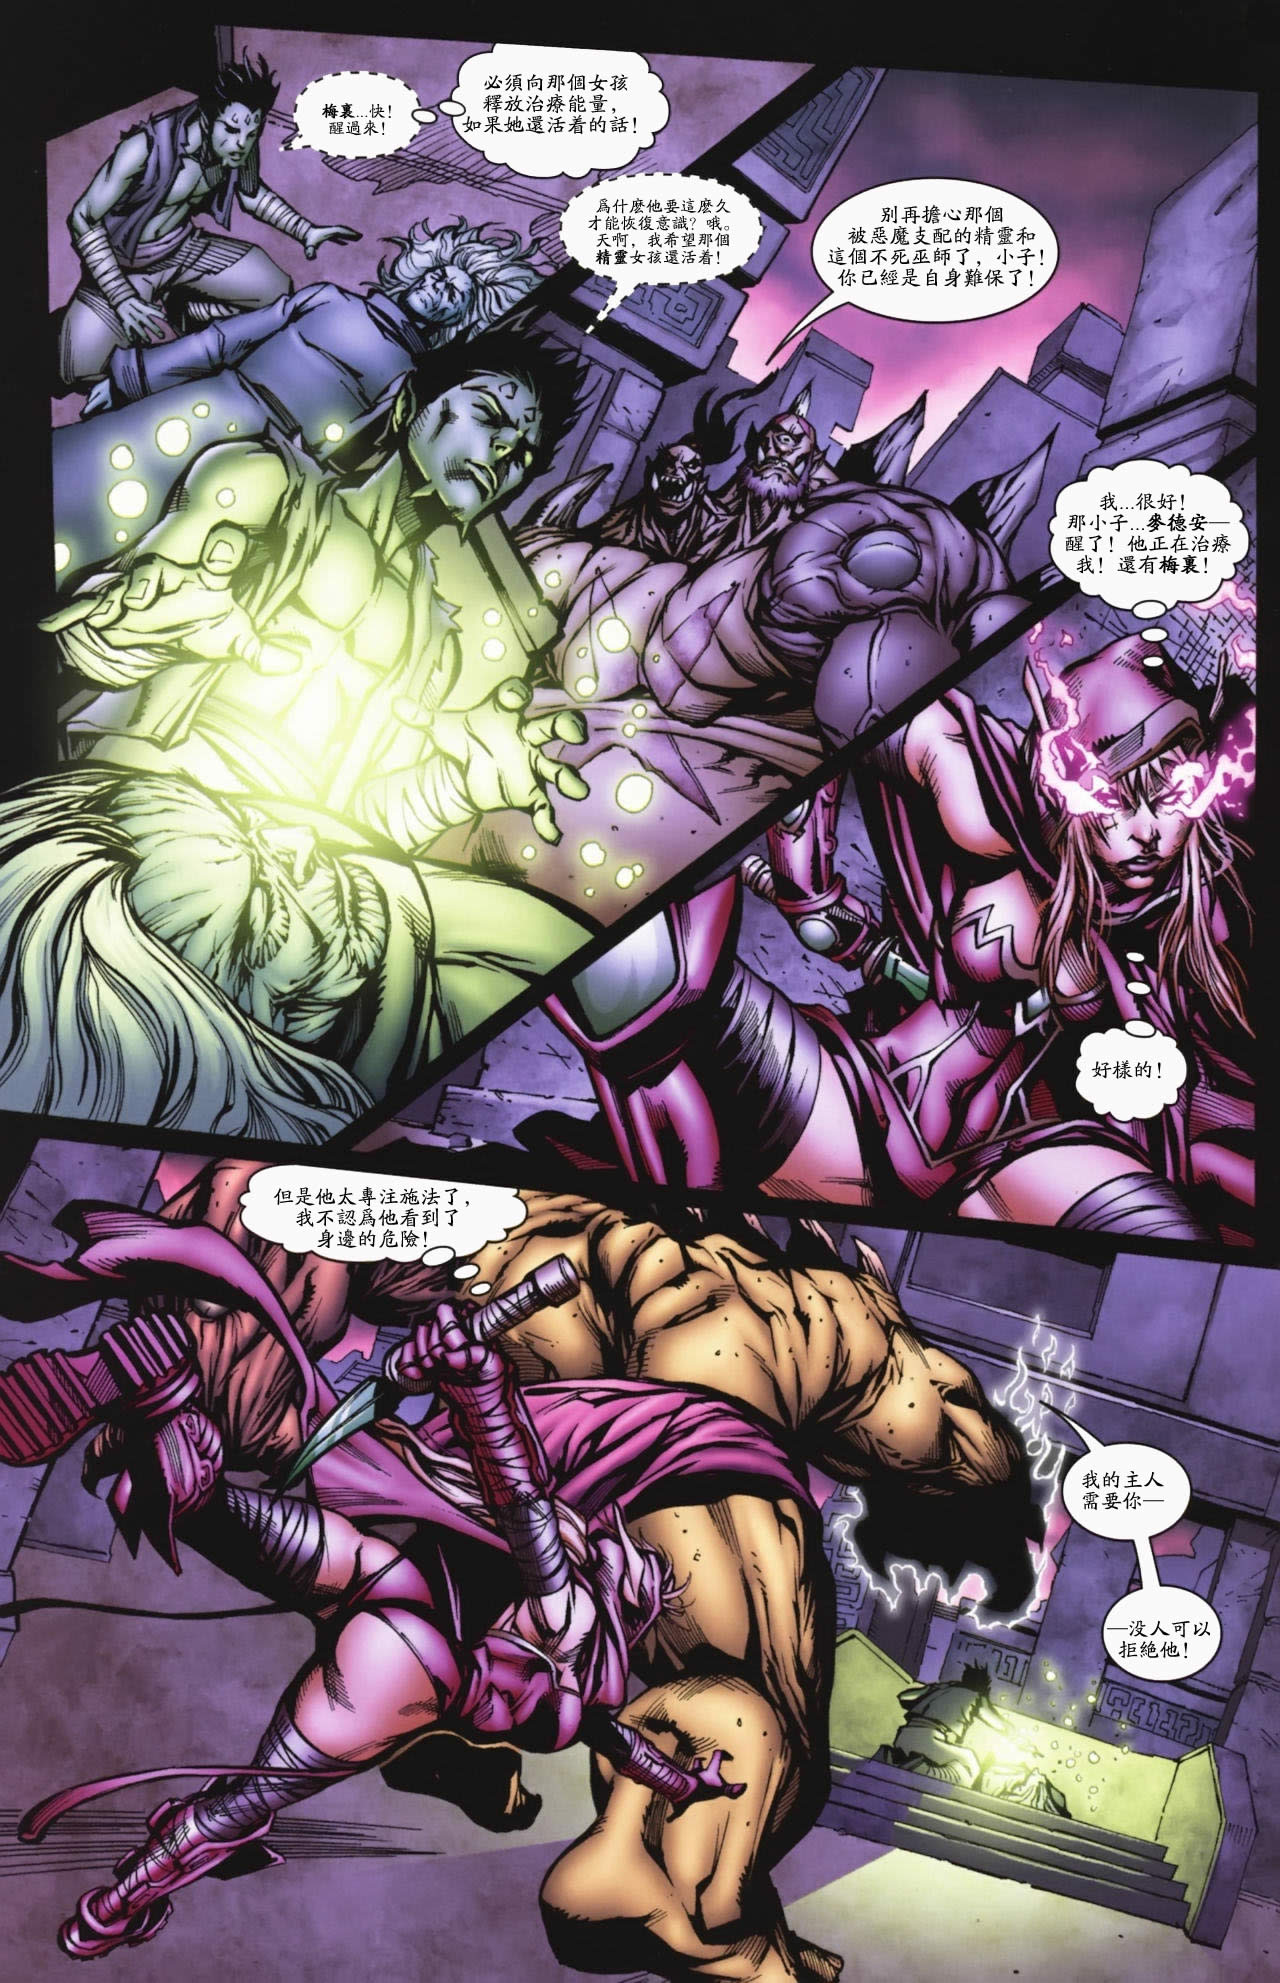 梅裏…快！
醒過來！
必須向那個女孩
釋放治療能量，
如果她還活着的話！
爲什麽他要這麽久
才能恢復意識？哦。
天啊，我希望那個
精靈女孩還活着！
别再擔心那個
被惡魔支配的精靈和
這個不死巫師了，小子！
你已經是自身難保了！
我…很好！
那小子…麥德安—
醒了！他正在治療
我！還有梅裏！
好樣的！
但是他太專注施法了，
我不認爲他看到了
身邊的危險！
我的主人
需要你—
—没人可以
拒絶他！